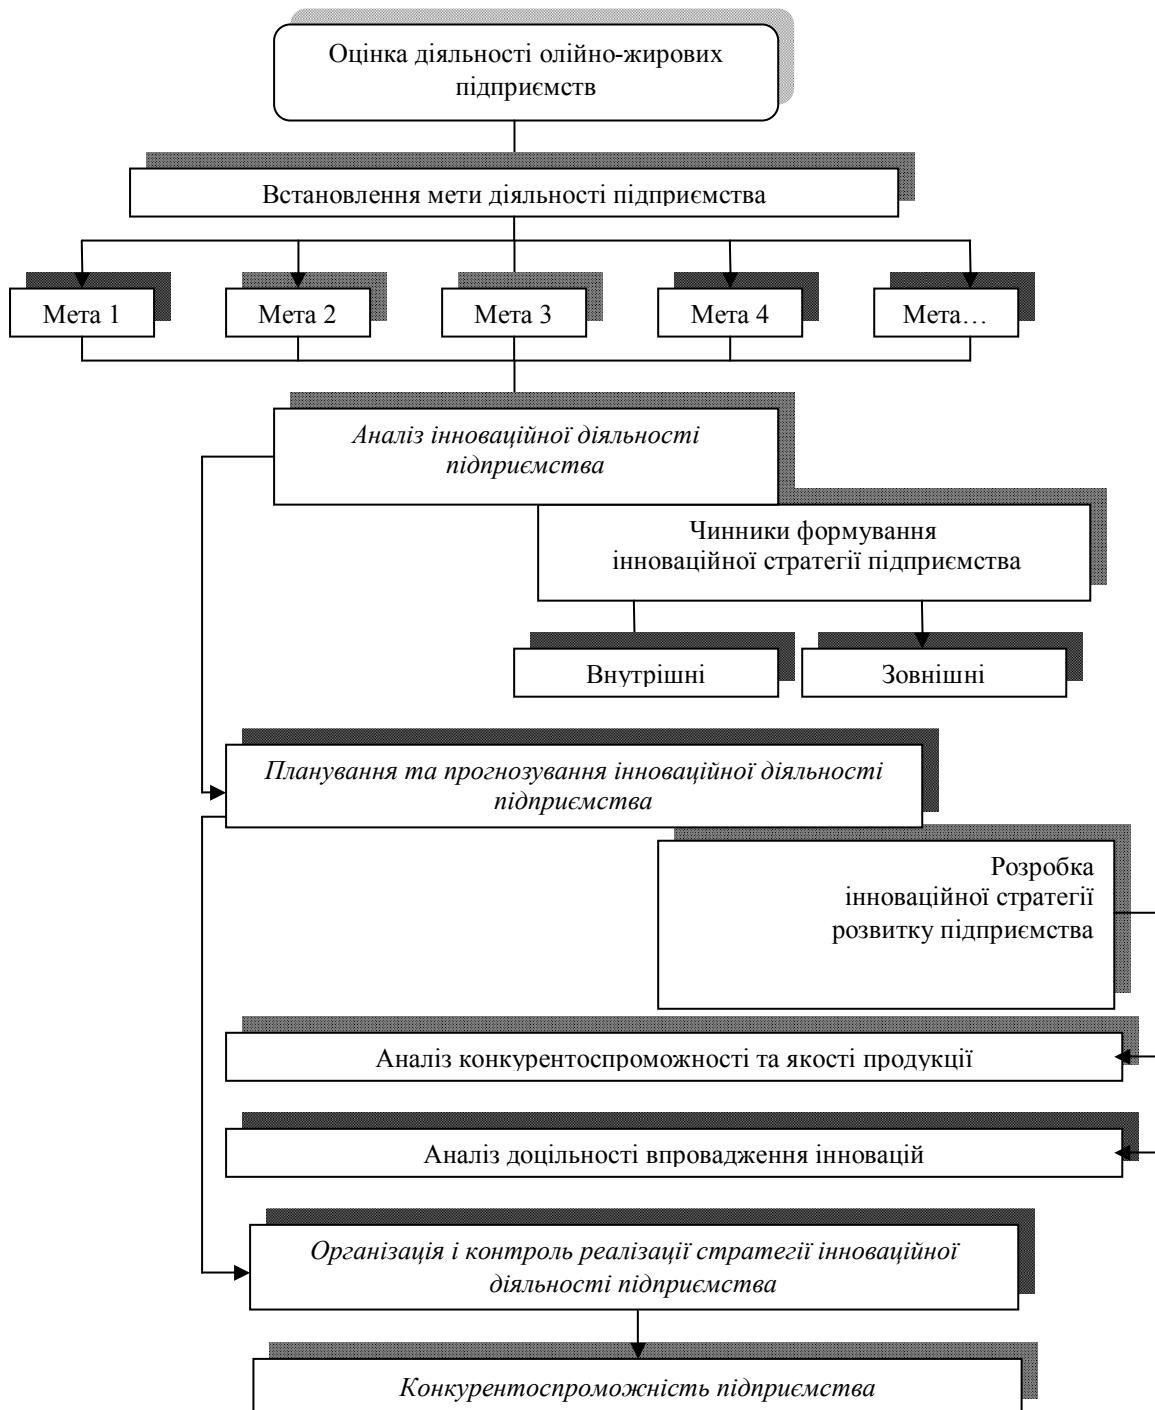 Оцінка діяльності олійно-жирових
підприємств
Встановлення мети діяльності підприємства
Мета 1
Мета 2
Мета 3
Мета 4
Мета…
Аналіз інноваційної діяльності
підприємства
Чинники формування
інноваційної стратегії підприємства
Внутрішні
Зовнішні
Планування та прогнозування інноваційної діяльності
підприємства
Розробка
інноваційної стратегії
розвитку підприємства
Аналіз конкурентоспроможності та якості продукції
Аналіз доцільності впровадження інновацій
Організація і контроль реалізації стратегії інноваційної
діяльності підприємства
Конкурентоспроможність підприємства